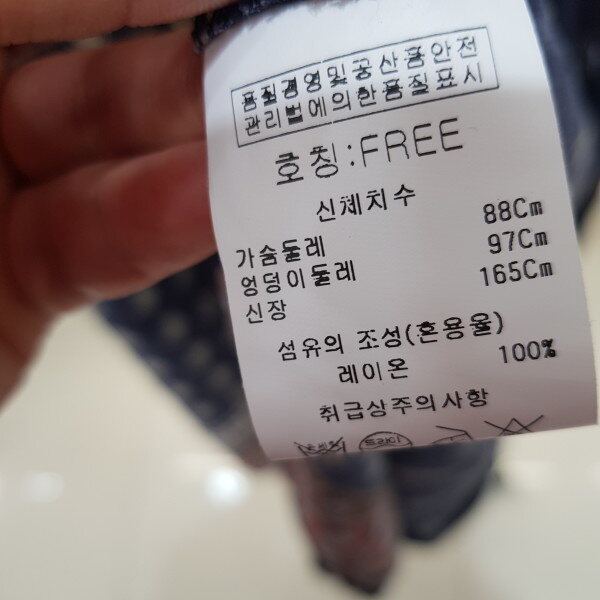 품질경영및공산품안전
관리법에의한품질표시
호칭:FREE
신체치수
가슴둘레 88Cm
엉덩이둘레 97Cm
신장 165Cm
섬유의 조성(혼용율)
레이온 100%
취급상주의사항
드라이